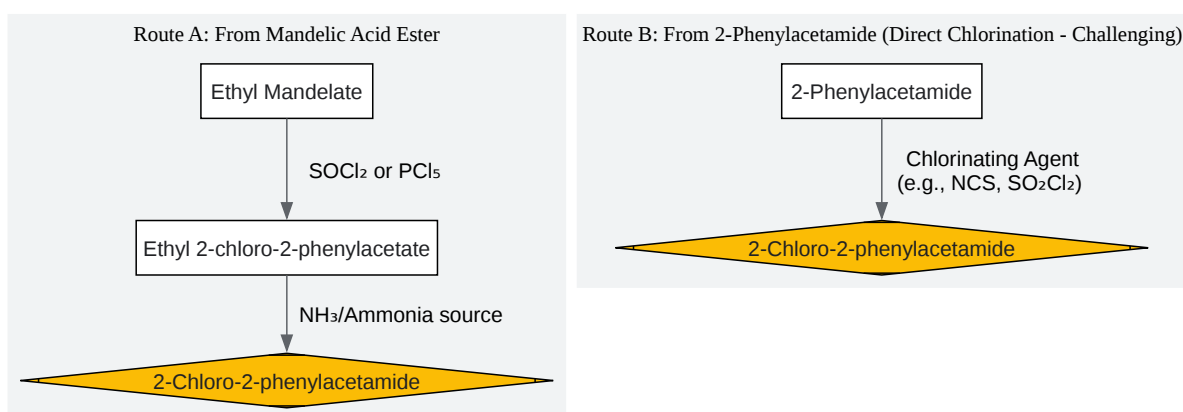 Route A: From Mandelic Acid Ester
Ethyl Mandelate
SOCl₂ or PCl₅
Ethyl 2-chloro-2-phenylacetate
NH₃/Ammonia source
2-Chloro-2-phenylacetamide
Route B: From 2-Phenylacetamide (Direct Chlorination - Challenging)
2-Phenylacetamide
Chlorinating Agent
(e.g., NCS, SO₂Cl₂)
2-Chloro-2-phenylacetamide